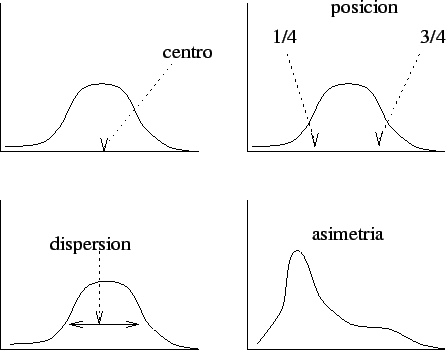 posicion
centro
1/4
3/4
dispersion
asimetria